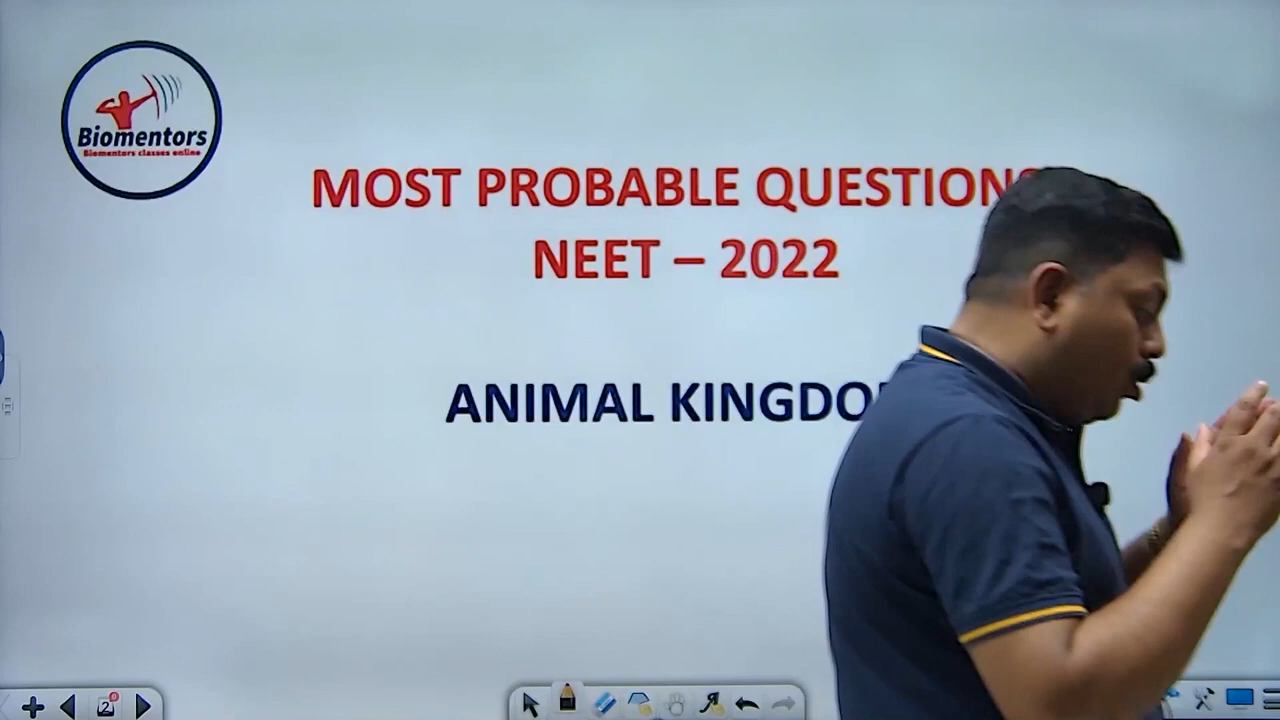 Biomentors
Biomentors classes online
MOST PROBABLE QUESTION
NEET – 2022
ANIMAL KINGDO
2